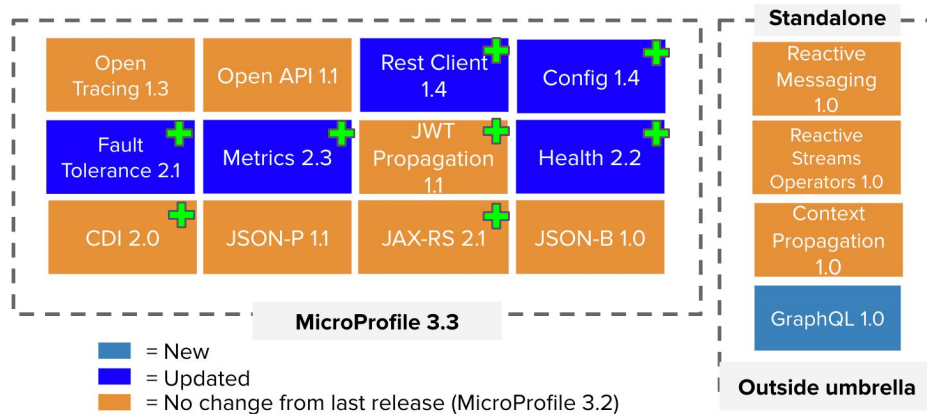 Open
Tracing 1.3
Open API 1.1
Rest Client
1.4
Config 1.4
Fault
Tolerance 2.1
Metrics 2.3
JWT
Propagation
1.1
Health 2.2
CDI 2.0
JSON-P 1.1
JAX-RS 2.1
JSON-B 1.0
MicroProfile 3.3
= New
= Updated
= No change from last release (MicroProfile 3.2)
Standalone
Reactive
Messaging
1.0
Reactive
Streams
Operators 1.0
Context
Propagation
1.0
GraphQL 1.0
Outside umbrella